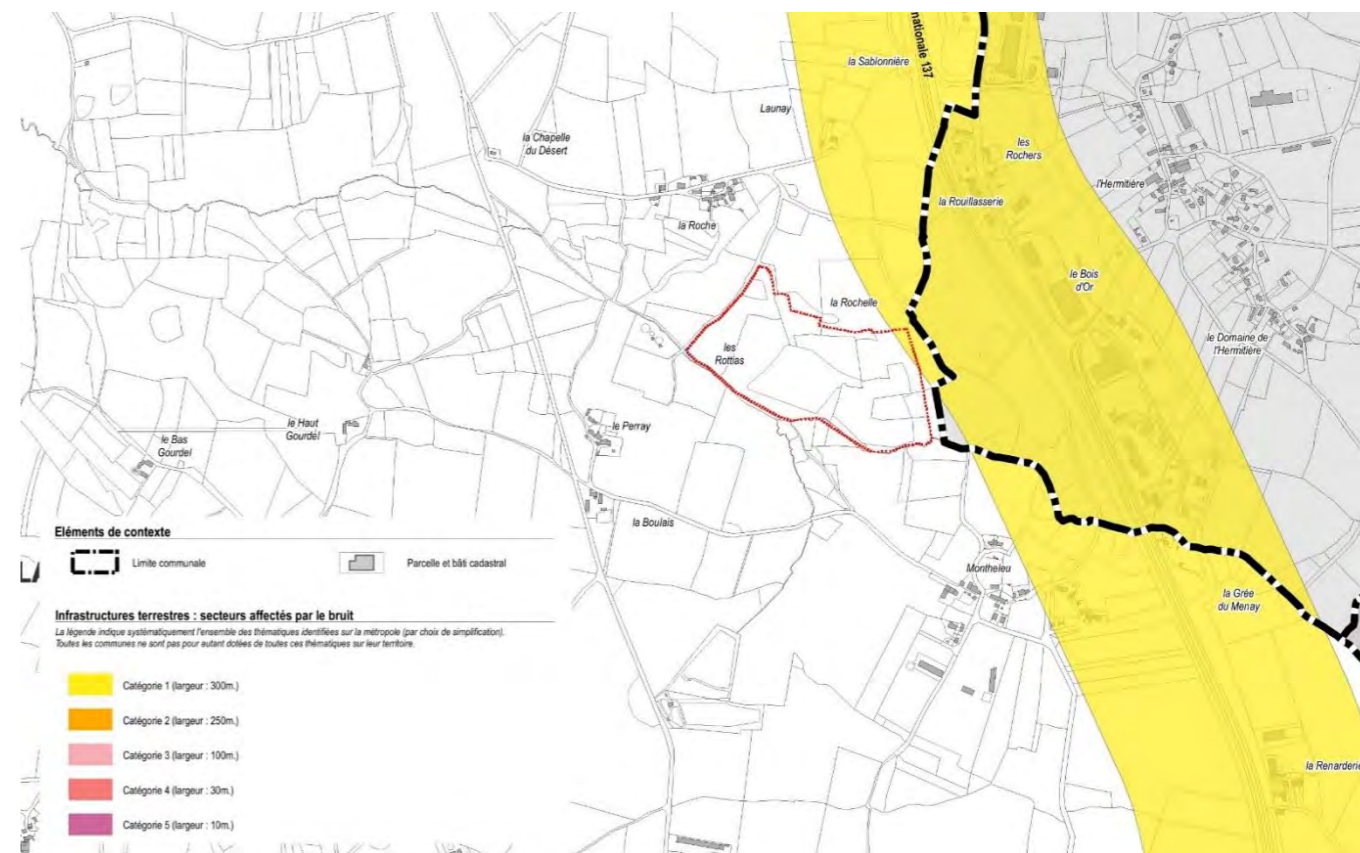 nationale 137
la Sablonnière
Launay
la Chapelle
du Désert
les
Rochers
l'Hermitière
la Rouillasserie
la Roche
le Bois
d'Or
la Rochelle
le Domaine de
l'Hermitière
les
Rottias
le Haut
Gourdel
le Perray
le Bas
Gourdel
la Boulais
Montheleu
la Grée
du Menay
la Renarderie
Eléments de contexte
Limite communale
Parcelle et bâti cadastral
Infrastructures terrestres : secteurs affectés par le bruit
La légende indique systématiquement l'ensemble des thématiques identifiées sur la métropole (par choix de simplification).
Toutes les communes ne sont pas pour autant dotées de toutes ces thématiques sur leur territoire.
Catégorie 1 (largeur : 300m.)
Catégorie 2 (largeur : 250m.)
Catégorie 3 (largeur : 100m.)
Catégorie 4 (largeur : 30m.)
Catégorie 5 (largeur : 10m.)